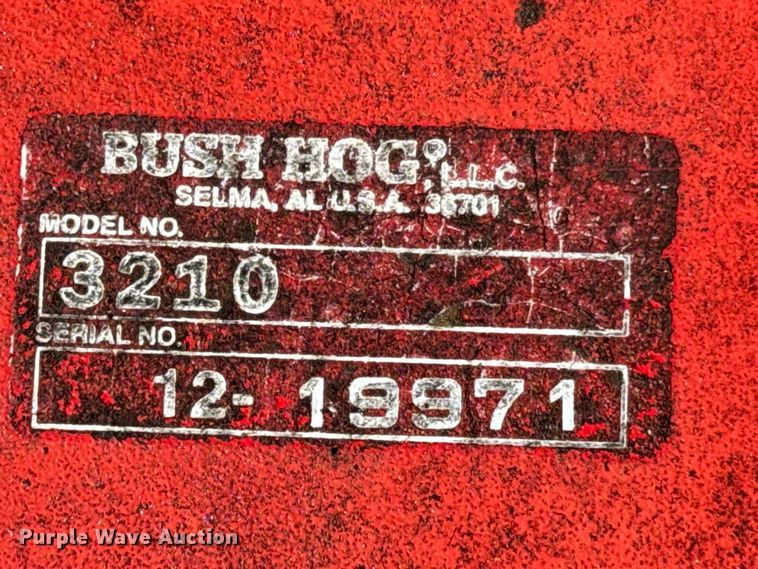 BUSH HOG®, L.L.C.
SELMA, AL U.S.A. 36701
MODEL NO.
3210
SERIAL NO.
12- 19971
Purple Wave Auction